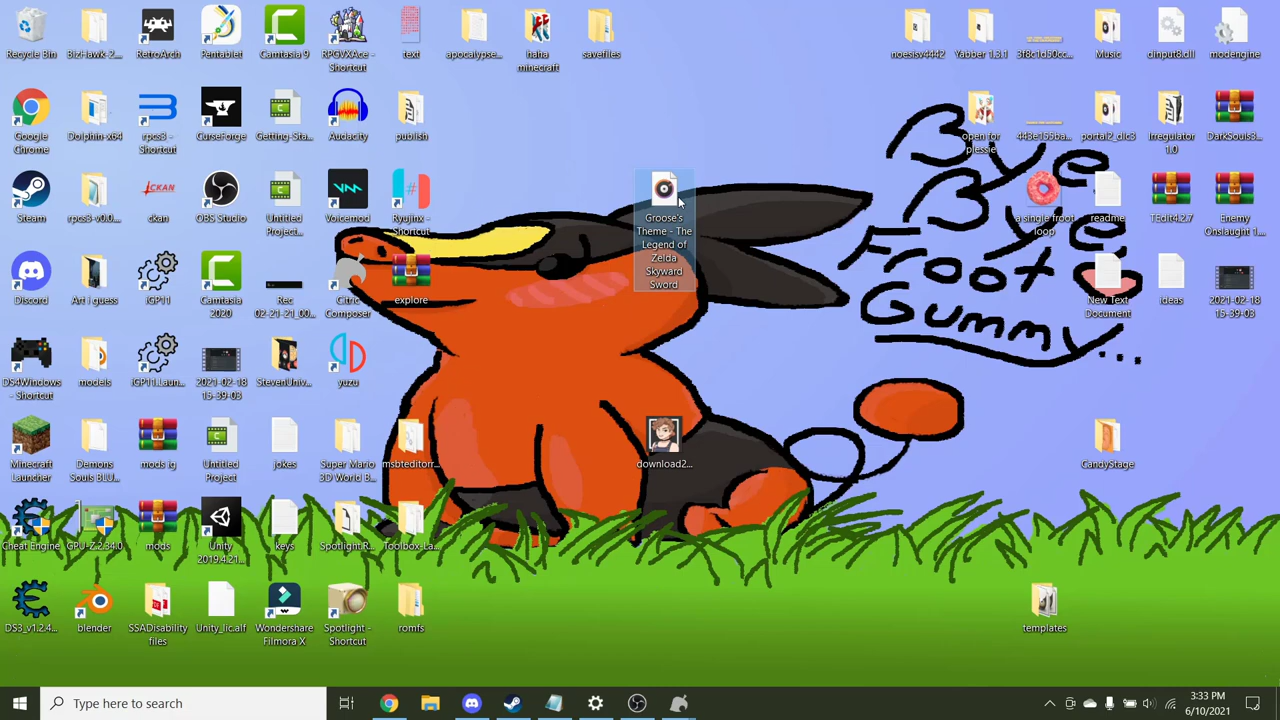 Recycle Bin
BizHawk-2....
RetroArch
Pentablet
Camtasia 9
RPGVXAce -
Shortcut
text
apocalypse...
haha
minecraft
savefiles
noesisv4442
Yabber 1.3.1
3f8c1d50cc...
Music
dinput8.dll
modengine
Google
Chrome
Dolphin-x64
rpcs3 -
Shortcut
CurseForge
Getting-Sta...
Audacity
publish
open for
plessie
443e155ba...
portal2_dlc3
Irregulator
1.0
DarkSouls3...
Steam
rpcs3-v0.0...
ckan
OBS Studio
Untitled
Project...
Voicemod
Ryujinx -
Shortcut
Groose's
Theme - The
Legend of
Zelda
Skyward
Sword
a single froot
loop
readme
TEdit4.2.7
Enemy
Onslaught 1....
Bye
Bye
Froot
Gummy...
Discord
Art i guess
iGP11
Camtasia
2020
Rec
02-21-21_00...
Citric
Composer
explore
New Text
Document
ideas
2021-02-18
15-39-03
DS4Windows
- Shortcut
models
iGP11.Laun...
2021-02-18
15-39-03
StevenUniv...
yuzu
Minecraft
Launcher
Demons
Souls BLU...
mods ig
Untitled
Project
jokes
Super Mario
3D World B...
msbteditorr...
download2...
CandyStage
Cheat Engine
GPU-Z.2.34.0
mods
Unity
2019.4.21...
keys
Spotlight.R...
Toolbox-La...
DS3_v1.2.4...
blender
SSADisability
files
Unity_lic.alf
Wondershare
Filmora X
Spotlight -
Shortcut
romfs
templates
Type here to search
3:33 PM
6/10/2021